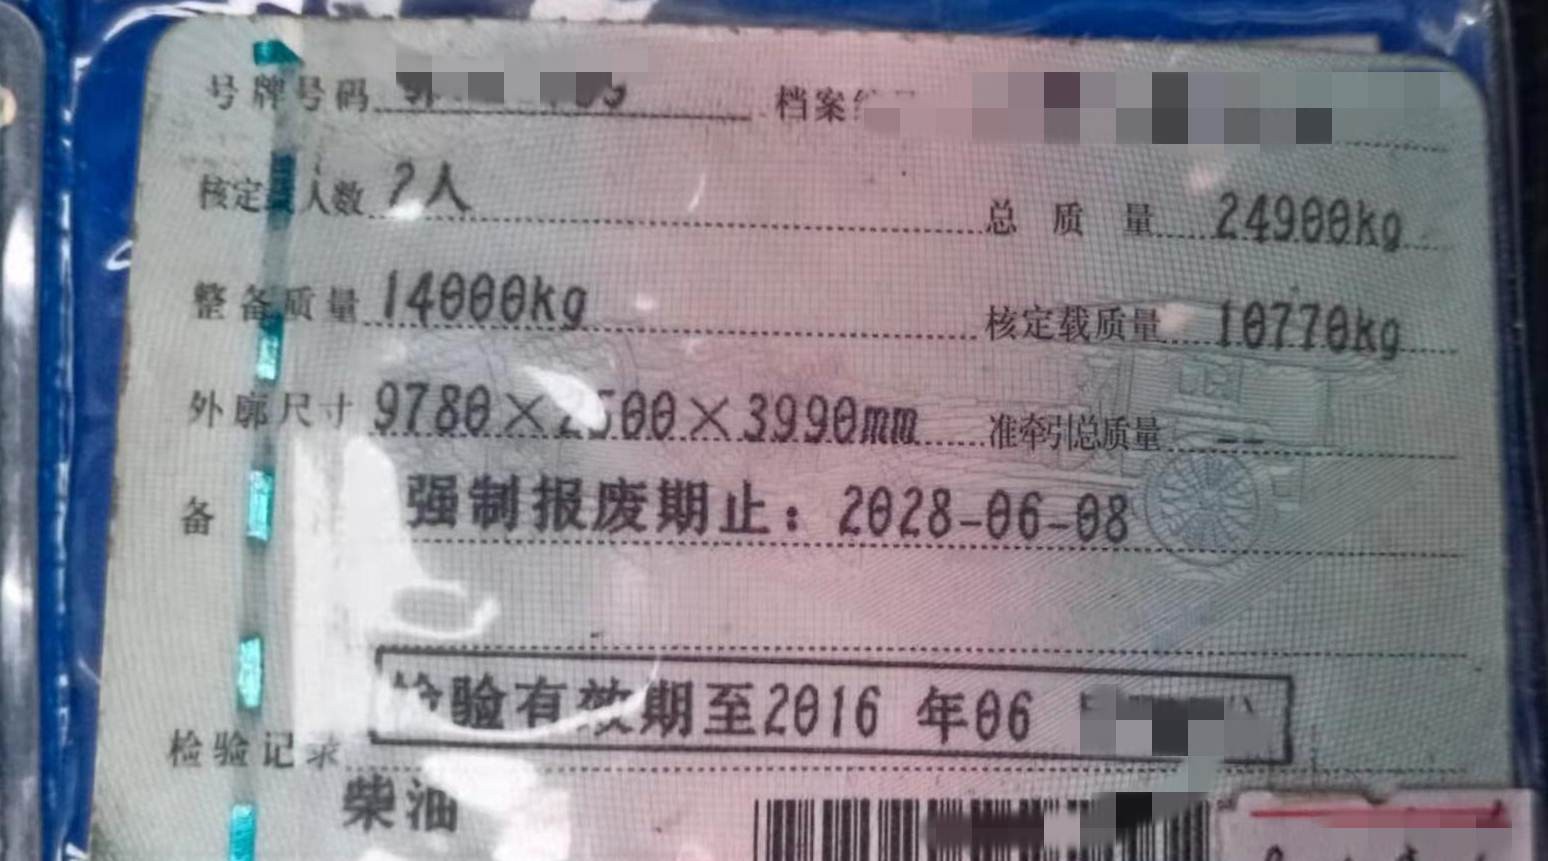 号牌号码 档案
核定 人数 2人 总质量 24900kg
整备质量 14000kg 核定载质量 10770kg
外廓尺寸 9780×2500×3990mm 准牵引总质量 --
备 强制报废期止：2028-06-08
检验有效期至2016 年06
检验记录
柴油